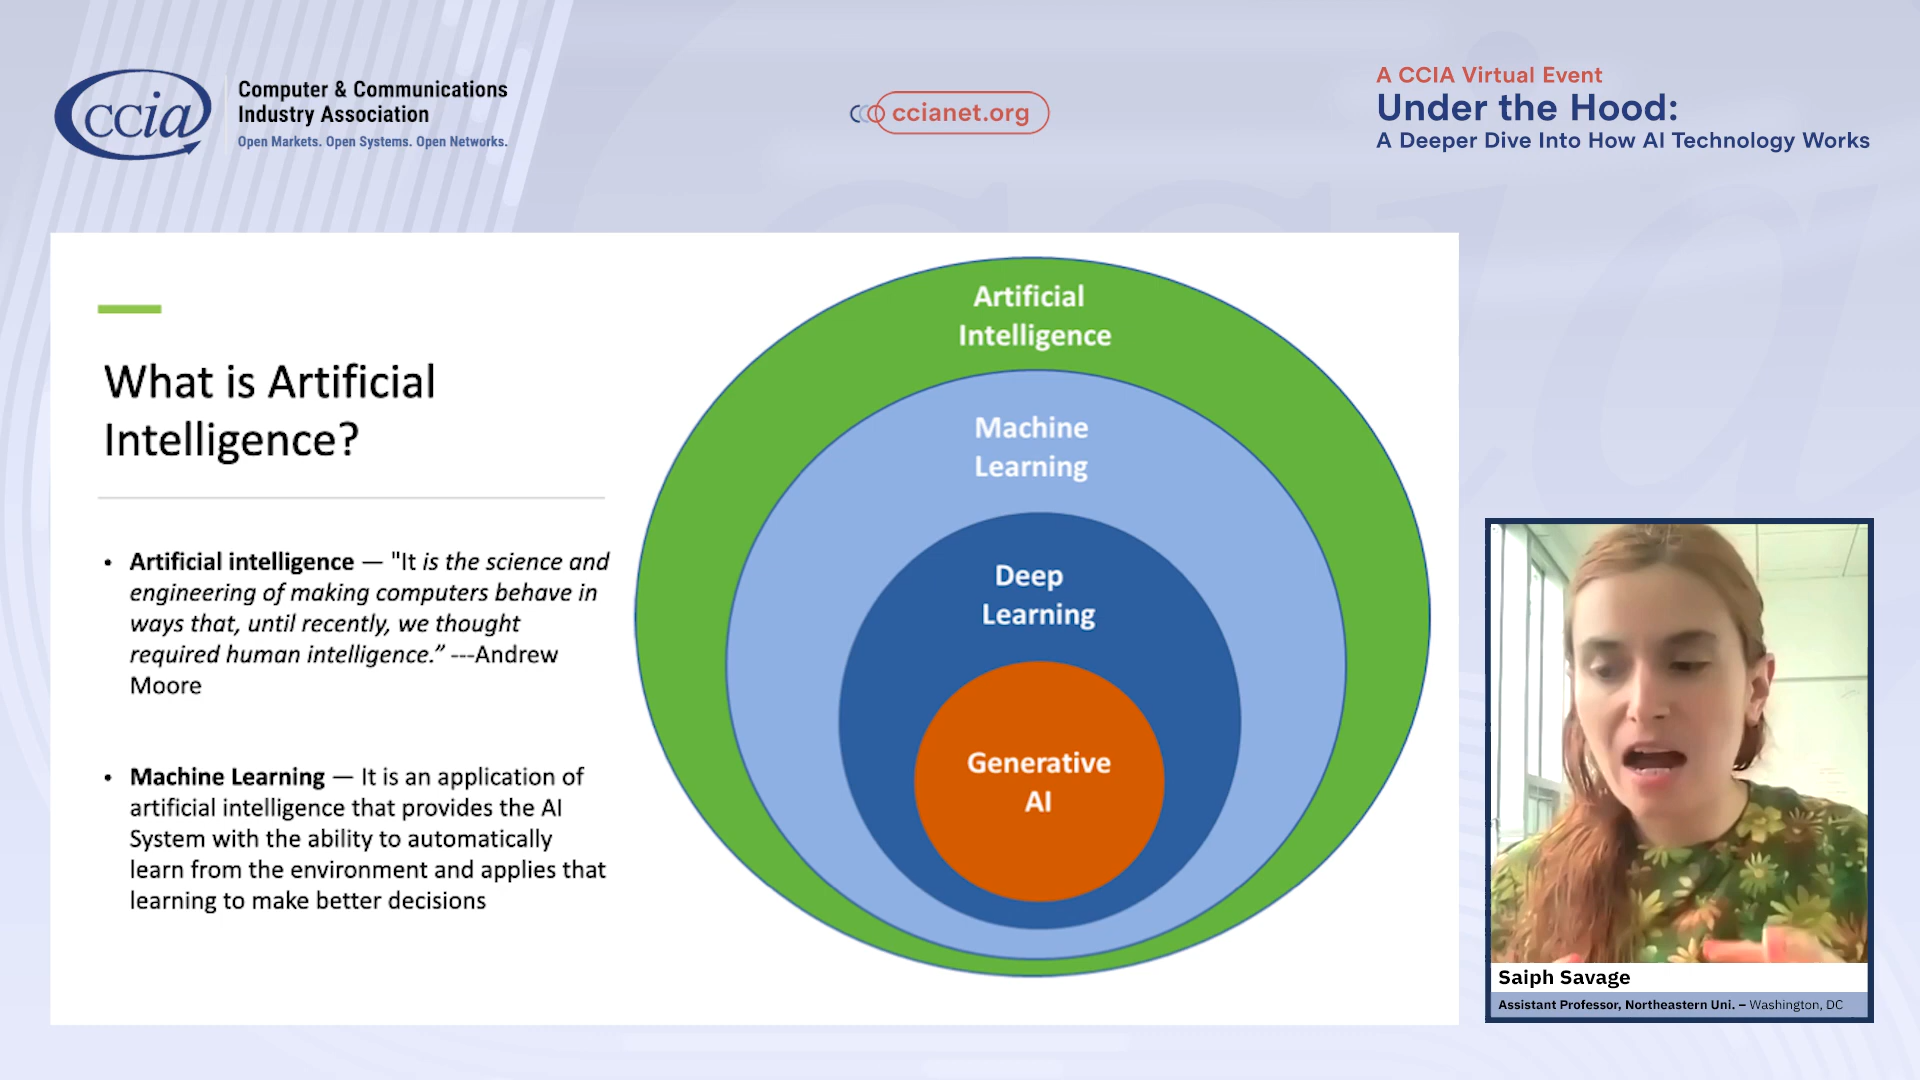 ccia
Computer & Communications
Industry Association
Open Markets. Open Systems. Open Networks.
ccianet.org
A CCIA Virtual Event
Under the Hood:
A Deeper Dive Into How AI Technology Works
What is Artificial
Intelligence?
• Artificial intelligence — "It is the science and
engineering of making computers behave in
ways that, until recently, we thought
required human intelligence.” ---Andrew
Moore
• Machine Learning — It is an application of
artificial intelligence that provides the AI
System with the ability to automatically
learn from the environment and applies that
learning to make better decisions
Artificial
Intelligence
Machine
Learning
Deep
Learning
Generative
AI
Saiph Savage
Assistant Professor, Northeastern Uni. – Washington, DC